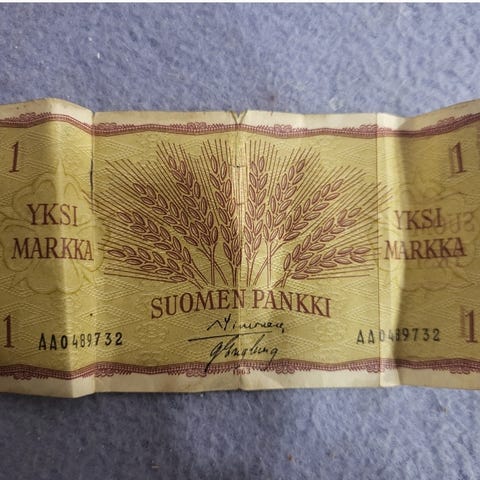 1
1
YKSI
MARKKA
YKSI
MARKKA
SUOMEN PANKKI
1
AA0489732
AA0489732
1
1963